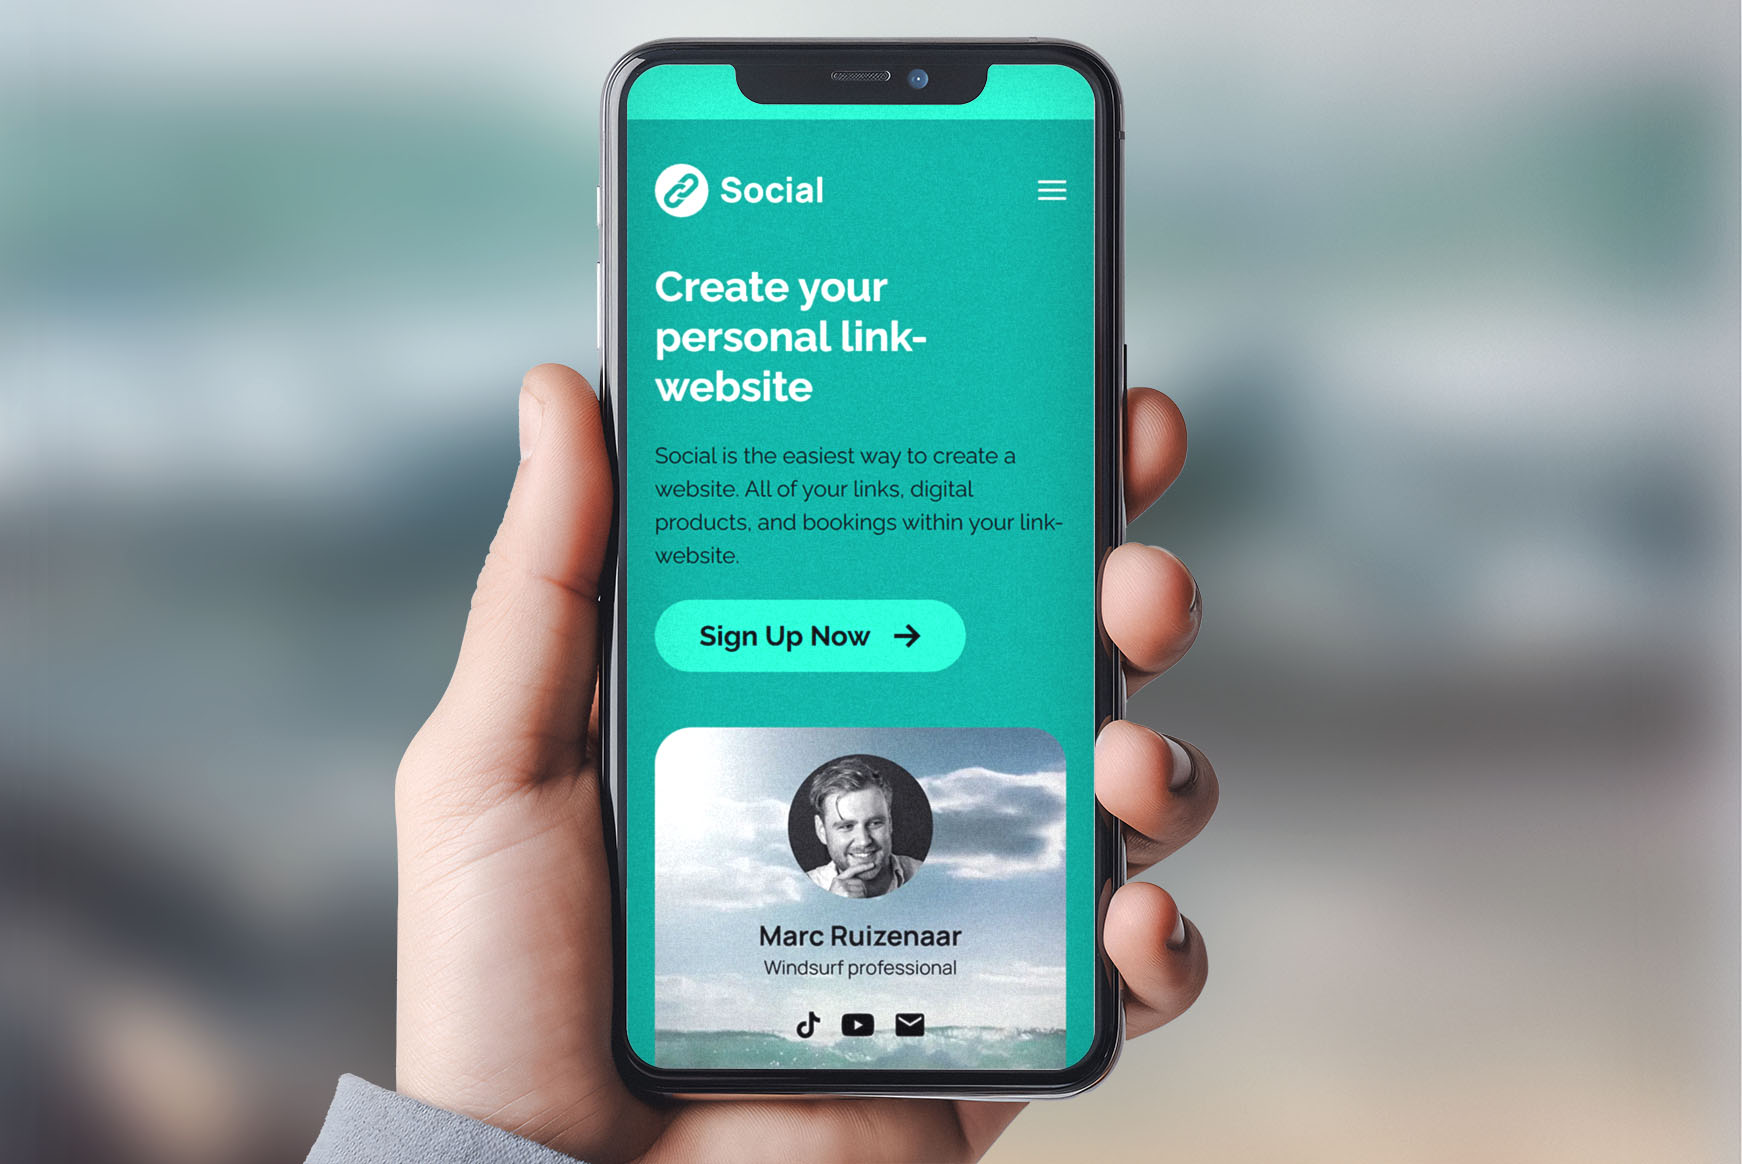 Social
Create your
personal link-
website
Social is the easiest way to create a
website. All of your links, digital
products, and bookings within your link-
website.
Sign Up Now
Marc Ruizenaar
Windsurf professional